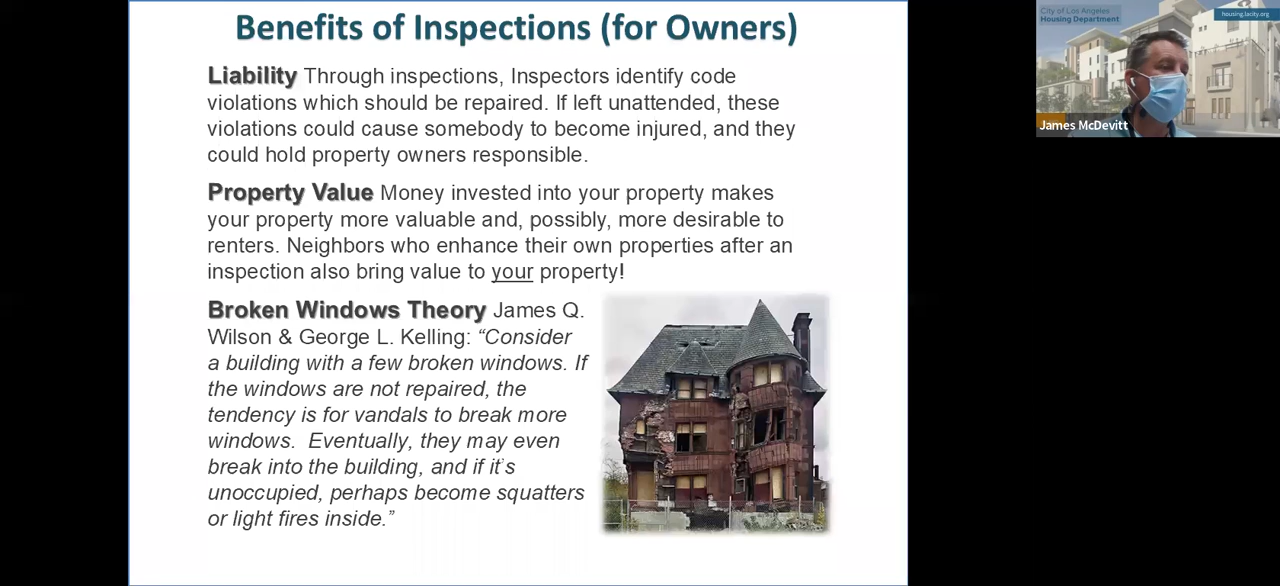 Benefits of Inspections (for Owners)
Liability Through inspections, Inspectors identify code
violations which should be repaired. If left unattended, these
violations could cause somebody to become injured, and they
could hold property owners responsible.
Property Value Money invested into your property makes
your property more valuable and, possibly, more desirable to
renters. Neighbors who enhance their own properties after an
inspection also bring value to your property!
Broken Windows Theory James Q.
Wilson & George L. Kelling: “Consider
a building with a few broken windows. If
the windows are not repaired, the
tendency is for vandals to break more
windows.  Eventually, they may even
break into the building, and if it's
unoccupied, perhaps become squatters
or light fires inside.”
City of Los Angeles
Housing Department
housing.lacity.org
James McDevitt